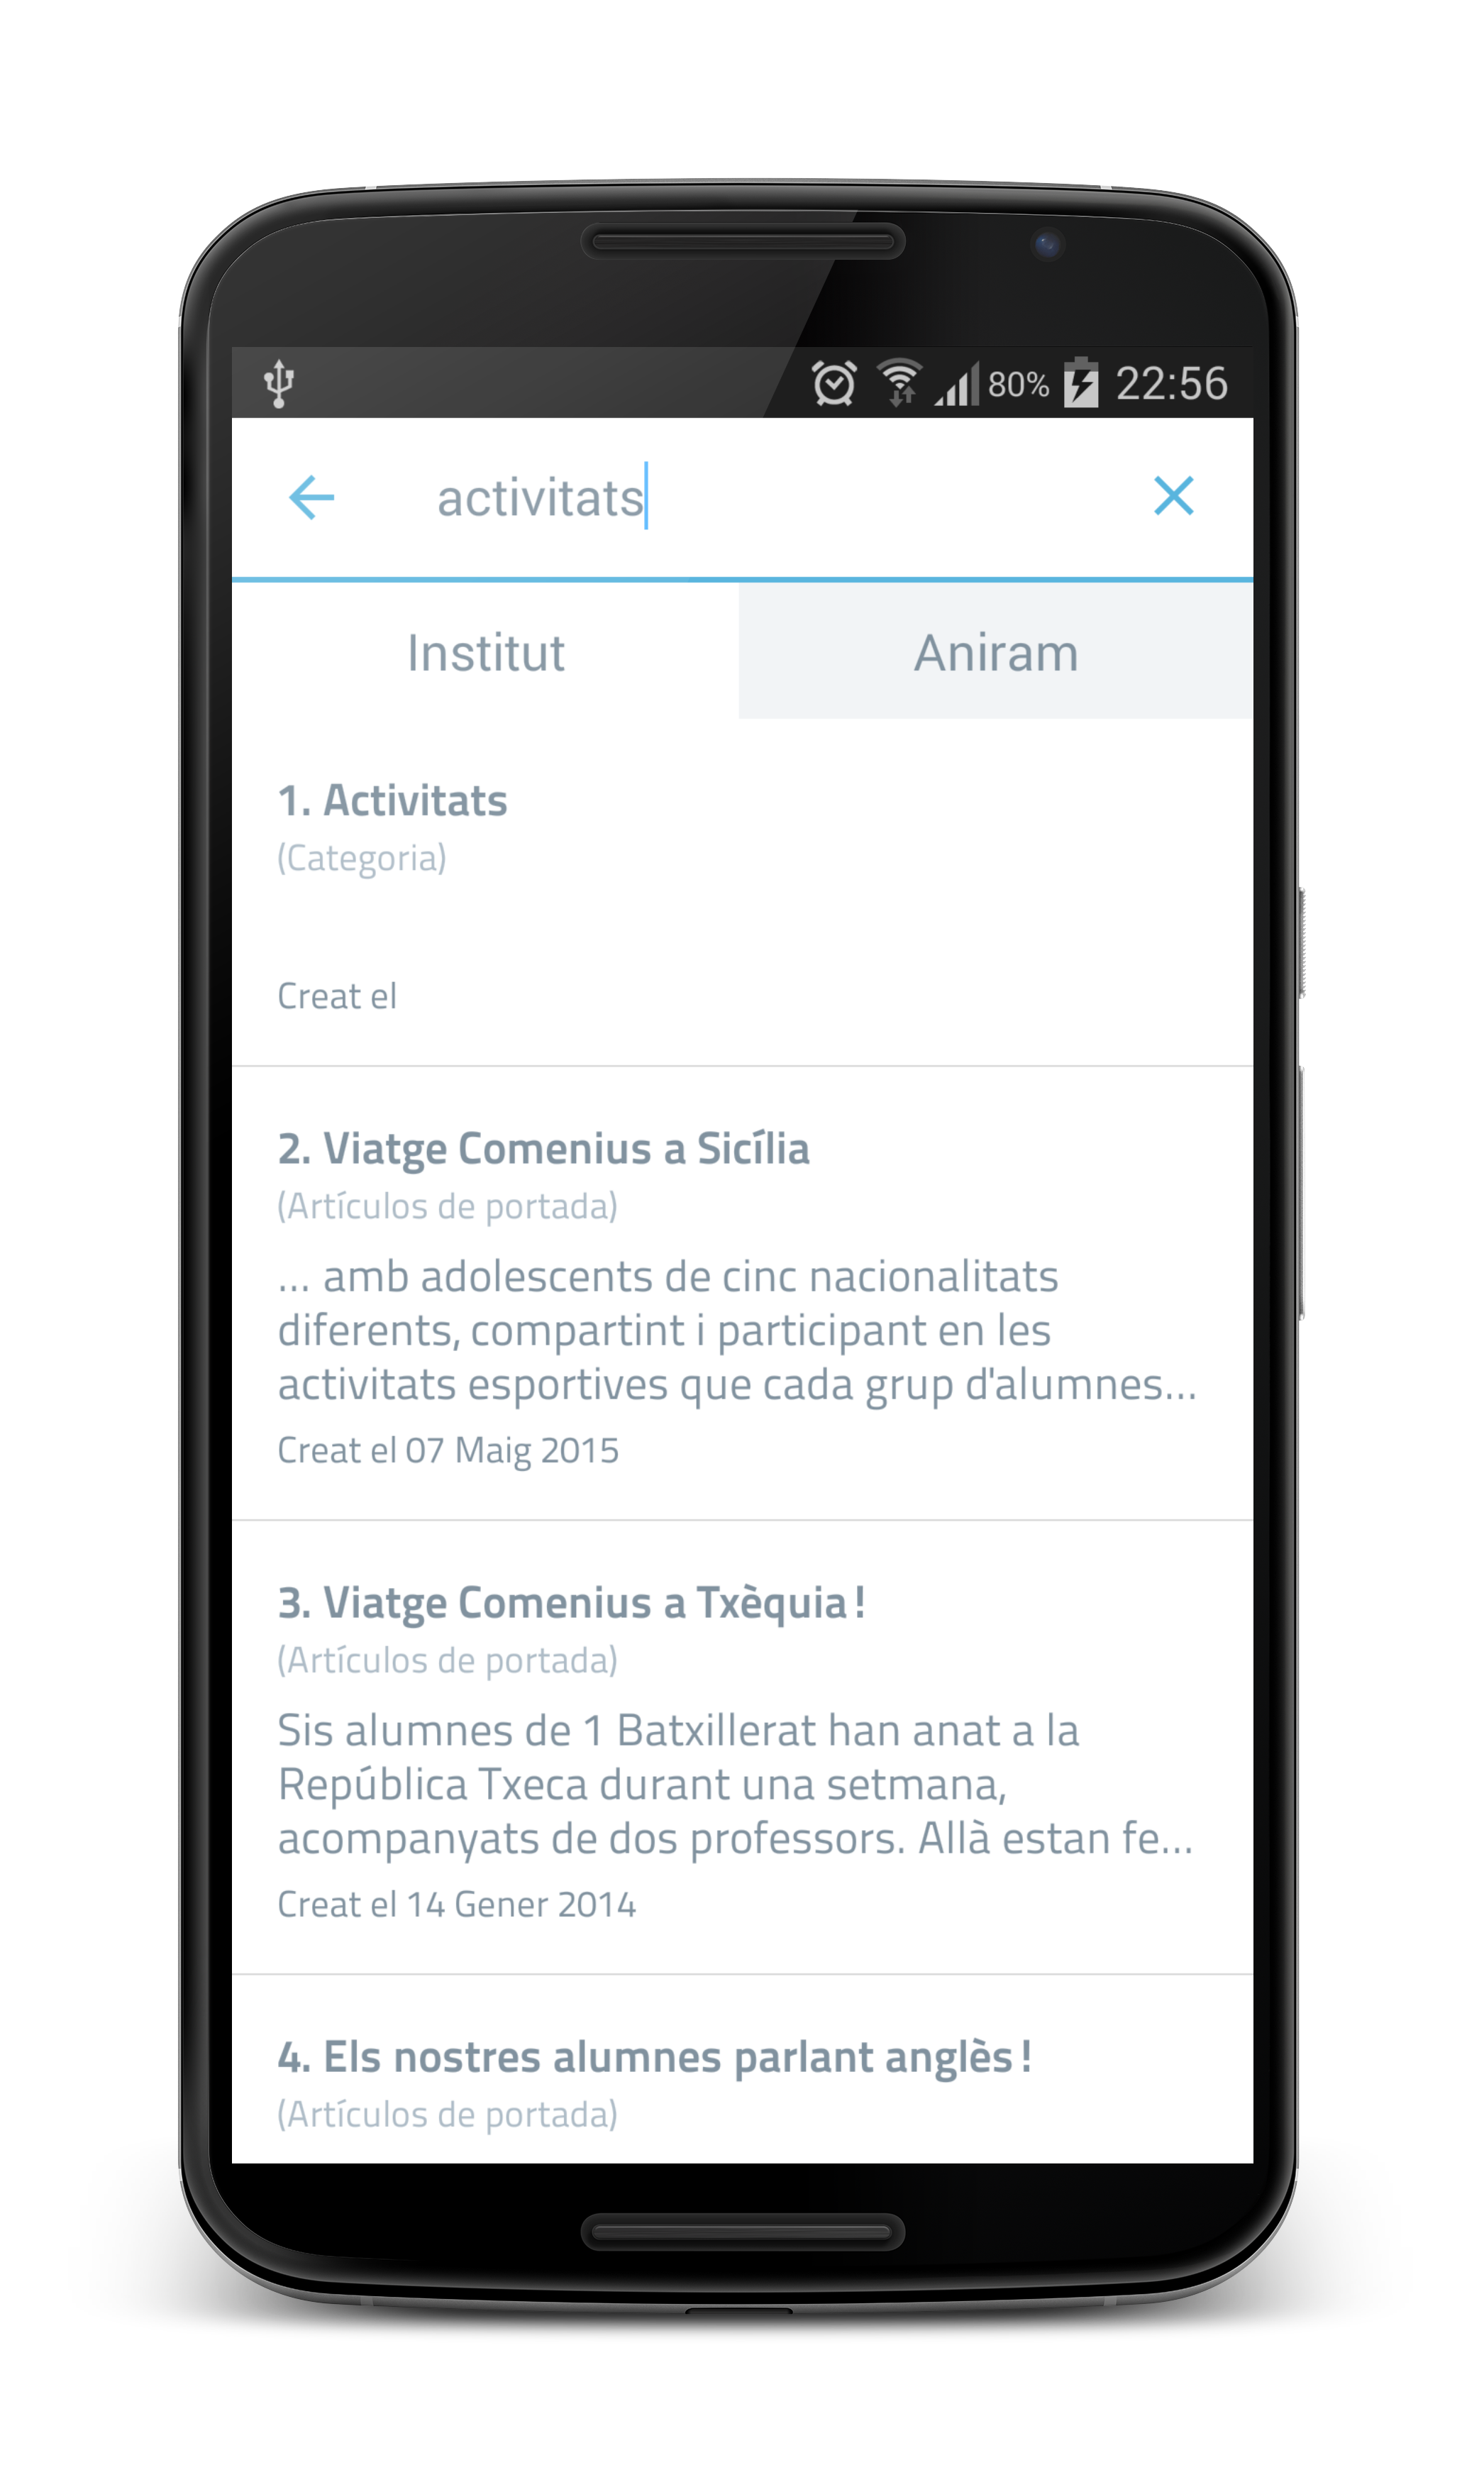 80% 22:56
activitats
Institut Aniram
1. Activitats
(Categoria)
Creat el
2. Viatge Comenius a Sicília
(Artículos de portada)
... amb adolescents de cinc nacionalitats
diferents, compartint i participant en les
activitats esportives que cada grup d'alumnes...
Creat el 07 Maig 2015
3. Viatge Comenius a Txèquia !
(Artículos de portada)
Sis alumnes de 1 Batxillerat han anat a la
República Txeca durant una setmana,
acompanyats de dos professors. Allà estan fe...
Creat el 14 Gener 2014
4. Els nostres alumnes parlant anglès !
(Artículos de portada)